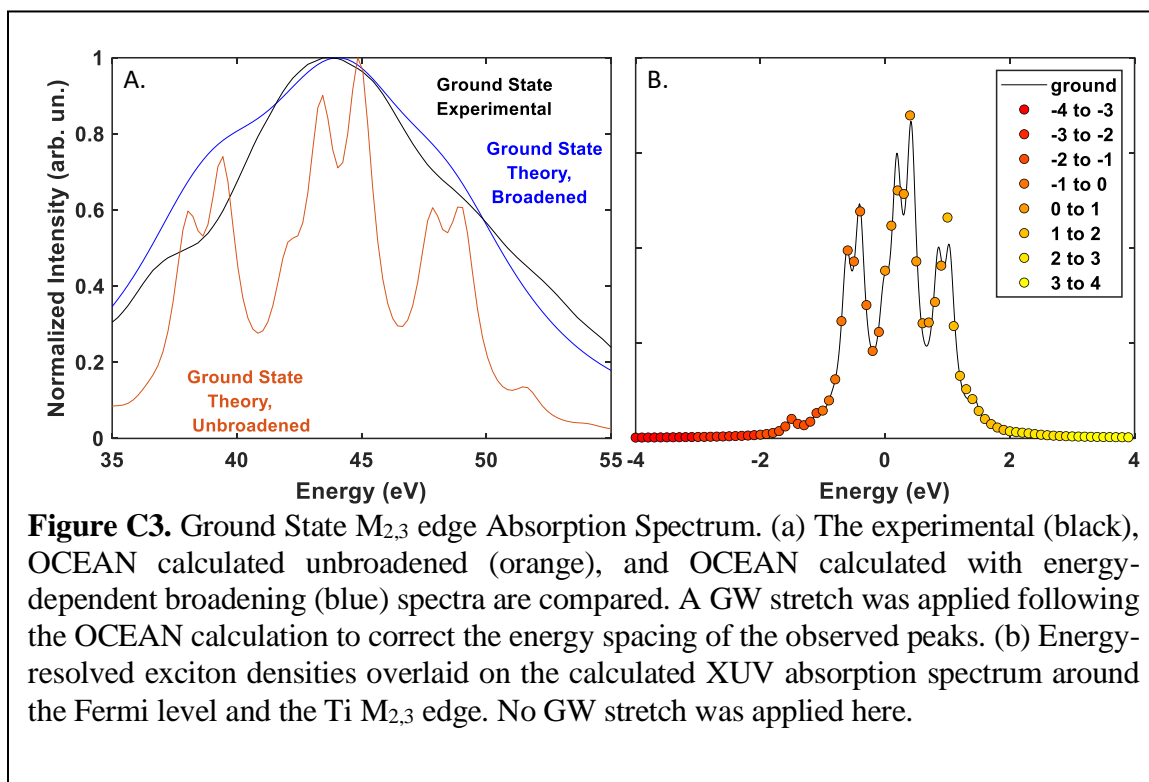 A.
Ground State
Experimental
Ground State
Theory,
Broadened
Ground State
Theory,
Unbroadened
Normalized Intensity (arb. un.)
1
0.8
0.6
0.4
0.2
0
35
40
45
50
55
Energy (eV)
B.
ground
-4 to -3
-3 to -2
-2 to -1
-1 to 0
0 to 1
1 to 2
2 to 3
3 to 4
-4
-2
0
2
4
Energy (eV)
Figure C3. Ground State M2,3 edge Absorption Spectrum. (a) The experimental (black),
OCEAN calculated unbroadened (orange), and OCEAN calculated with energy-
dependent broadening (blue) spectra are compared. A GW stretch was applied following
the OCEAN calculation to correct the energy spacing of the observed peaks. (b) Energy-
resolved exciton densities overlaid on the calculated XUV absorption spectrum around
the Fermi level and the Ti M2,3 edge. No GW stretch was applied here.